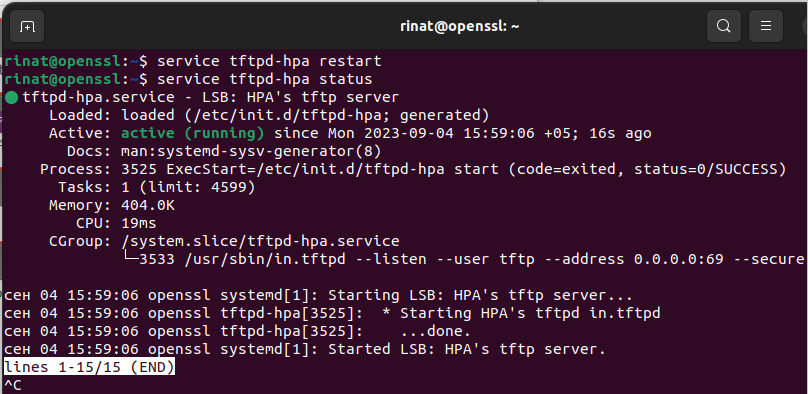 rinat@openssl: ~
rinat@openssl:~$ service tftpd-hpa restart
rinat@openssl:~$ service tftpd-hpa status
● tftpd-hpa.service - LSB: HPA's tftp server
Loaded: loaded (/etc/init.d/tftpd-hpa; generated)
Active: active (running) since Mon 2023-09-04 15:59:06 +05; 16s ago
Docs: man:systemd-sysv-generator(8)
Process: 3525 ExecStart=/etc/init.d/tftpd-hpa start (code=exited, status=0/SUCCESS)
Tasks: 1 (limit: 4599)
Memory: 404.0K
CPU: 19ms
CGroup: /system.slice/tftpd-hpa.service
└─3533 /usr/sbin/in.tftpd --listen --user tftp --address 0.0.0.0:69 --secure
сен 04 15:59:06 openssl systemd[1]: Starting LSB: HPA's tftp server...
сен 04 15:59:06 openssl tftpd-hpa[3525]:  * Starting HPA's tftpd in.tftpd
сен 04 15:59:06 openssl tftpd-hpa[3525]:    ...done.
сен 04 15:59:06 openssl systemd[1]: Started LSB: HPA's tftp server.
lines 1-15/15 (END)
^C